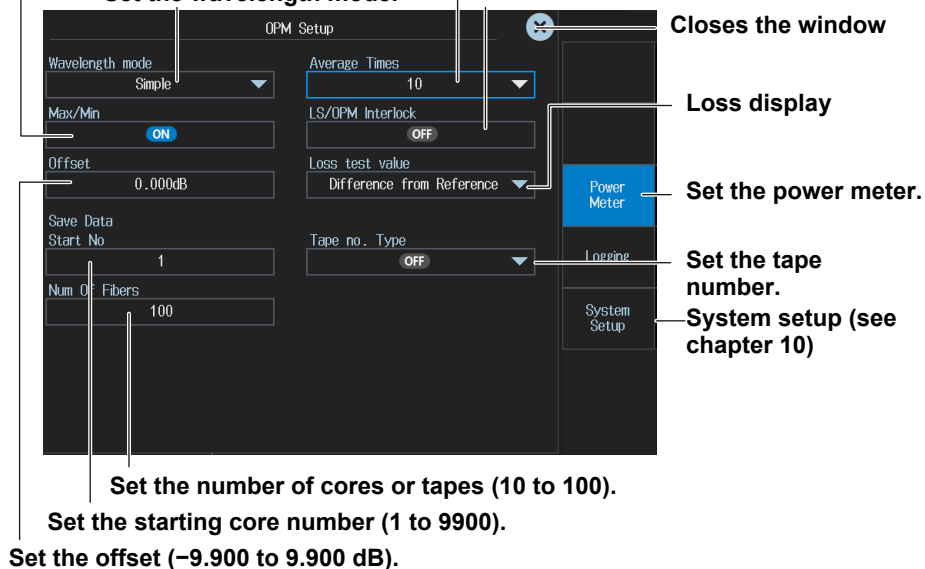 Set the wavelength mode.
OPM Setup
Closes the window
Wavelength mode
Average Times
Simple
10
Max/Min
LS/OPM Interlock
Loss display
ON
OFF
Offset
Loss test value
0.000dB
Difference from Reference
Power
Meter
Set the power meter.
Save Data
Start No
Tape no. Type
1
OFF
Logging
Set the tape
number.
Num Of Fibers
100
System
Setup
System setup (see
chapter 10)
Set the number of cores or tapes (10 to 100).
Set the starting core number (1 to 9900).
Set the offset (−9.900 to 9.900 dB).